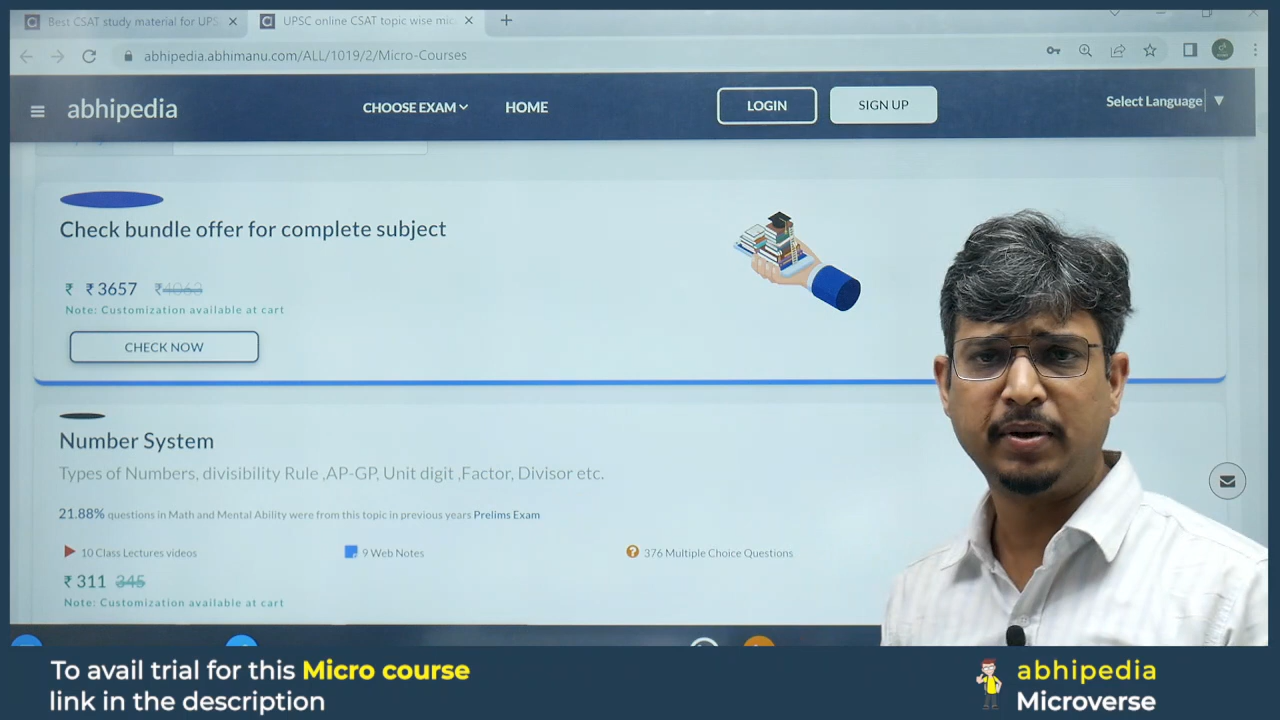 Best CSAT study material for UPS
UPSC online CSAT topic wise mic
abhipedia.abhimanu.com/ALL/1019/2/Micro-Courses
abhipedia
CHOOSE EXAM
HOME
LOGIN
SIGN UP
Select Language
Check bundle offer for complete subject
₹ ₹ 3657 ₹4063
Note: Customization available at cart
CHECK NOW
Number System
Types of Numbers, divisibility Rule ,AP-GP, Unit digit ,Factor, Divisor etc.
21.88% questions in Math and Mental Ability were from this topic in previous years Prelims Exam
10 Class Lectures videos
9 Web Notes
376 Multiple Choice Questions
₹ 311 345
Note: Customization available at cart
To avail trial for this Micro course
link in the description
abhipedia
Microverse